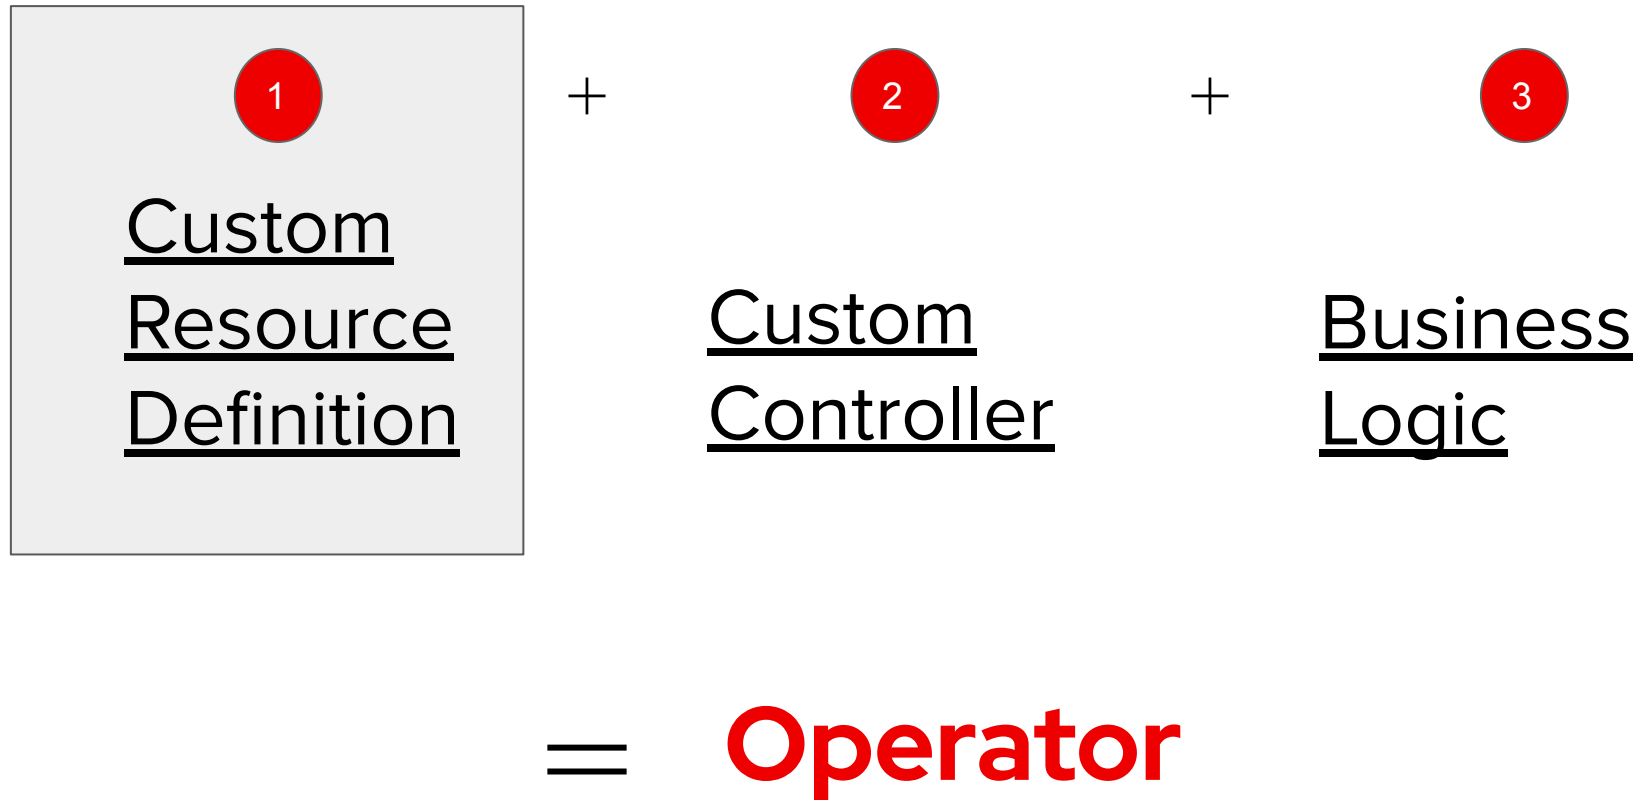 1
+
2
+
3
Custom
Resource
Definition
Custom
Controller
Business
Logic
= Operator